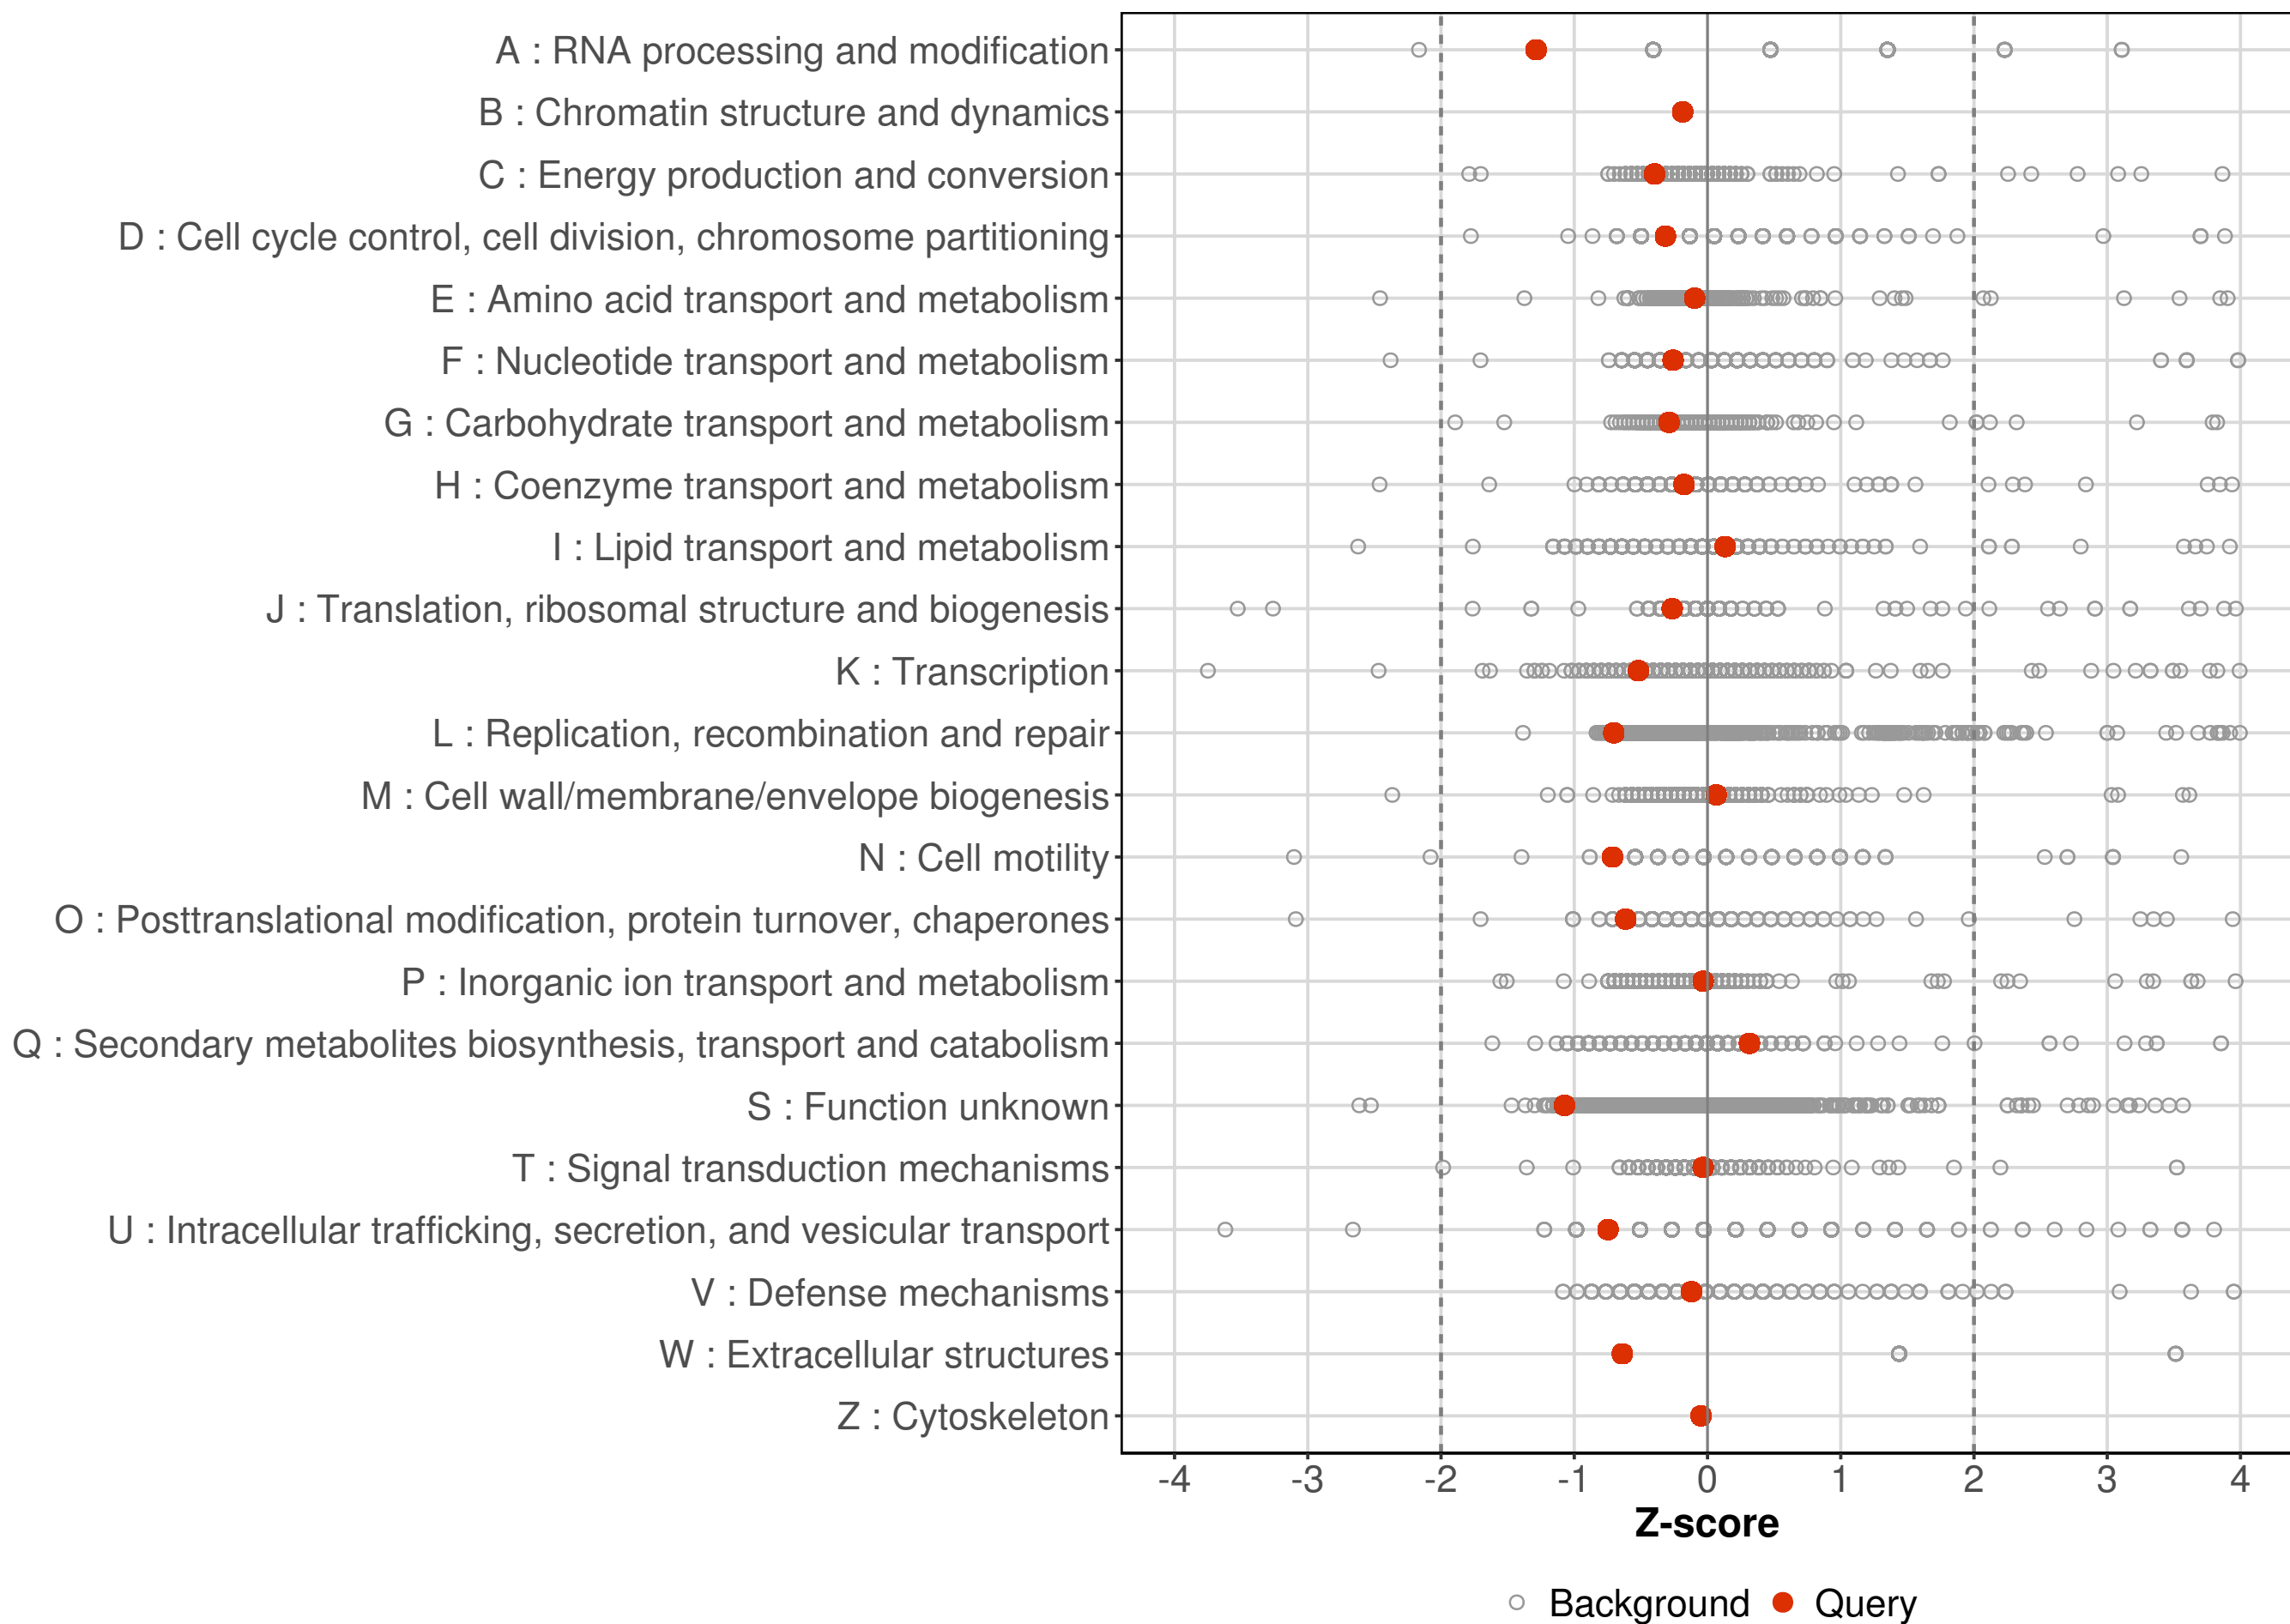 A : RNA processing and modification
B : Chromatin structure and dynamics
C : Energy production and conversion
D : Cell cycle control, cell division, chromosome partitioning
E : Amino acid transport and metabolism
F : Nucleotide transport and metabolism
G : Carbohydrate transport and metabolism
H : Coenzyme transport and metabolism
I : Lipid transport and metabolism
J : Translation, ribosomal structure and biogenesis
K : Transcription
L : Replication, recombination and repair
M : Cell wall/membrane/envelope biogenesis
N : Cell motility
O : Posttranslational modification, protein turnover, chaperones
P : Inorganic ion transport and metabolism
Q : Secondary metabolites biosynthesis, transport and catabolism
S : Function unknown
T : Signal transduction mechanisms
U : Intracellular trafficking, secretion, and vesicular transport
V : Defense mechanisms
W : Extracellular structures
Z : Cytoskeleton
-4 -3 -2 -1 0 1 2 3 4
Z-score
Background Query